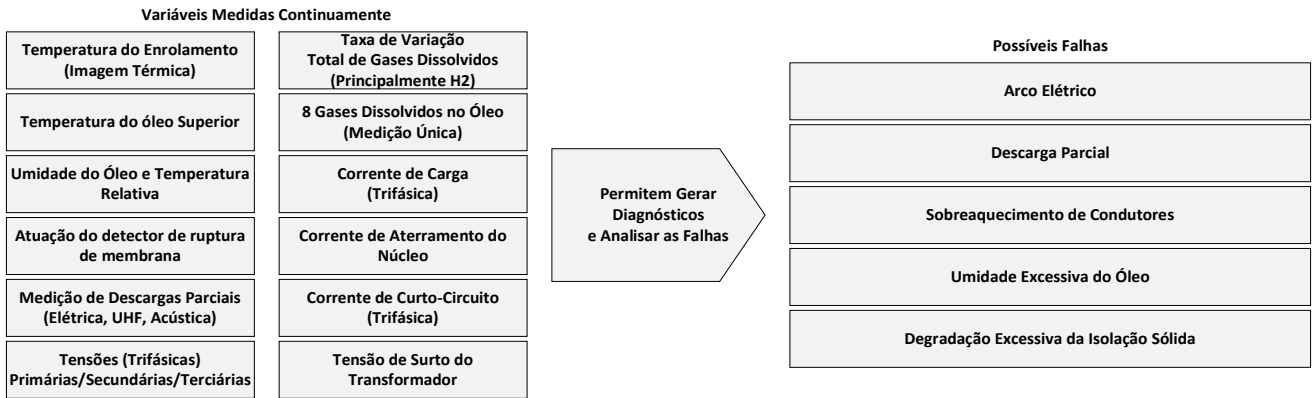 Variáveis Medidas Continuamente
Temperatura do Enrolamento
(Imagem Térmica)
Temperatura do óleo Superior
Umidade do Óleo e Temperatura
Relativa
Atuação do detector de ruptura
de membrana
Medição de Descargas Parciais
(Elétrica, UHF, Acústica)
Tensões (Trifásicas)
Primárias/Secundárias/Terciárias
Taxa de Variação
Total de Gases Dissolvidos
(Principalmente H2)
8 Gases Dissolvidos no Óleo
(Medição Única)
Corrente de Carga
(Trifásica)
Corrente de Aterramento do
Núcleo
Corrente de Curto-Circuito
(Trifásica)
Tensão de Surto do
Transformador
Permitem Gerar
Diagnósticos
e Analisar as Falhas
Possíveis Falhas
Arco Elétrico
Descarga Parcial
Sobreaquecimento de Condutores
Umidade Excessiva do Óleo
Degradação Excessiva da Isolação Sólida